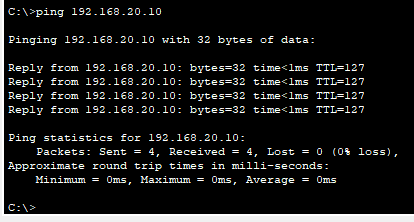 C:\>ping 192.168.20.10
Pinging 192.168.20.10 with 32 bytes of data:
Reply from 192.168.20.10: bytes=32 time<1ms TTL=127
Reply from 192.168.20.10: bytes=32 time<1ms TTL=127
Reply from 192.168.20.10: bytes=32 time<1ms TTL=127
Reply from 192.168.20.10: bytes=32 time<1ms TTL=127
Ping statistics for 192.168.20.10:
    Packets: Sent = 4, Received = 4, Lost = 0 (0% loss),
Approximate round trip times in milli-seconds:
    Minimum = 0ms, Maximum = 0ms, Average = 0ms
C:\>